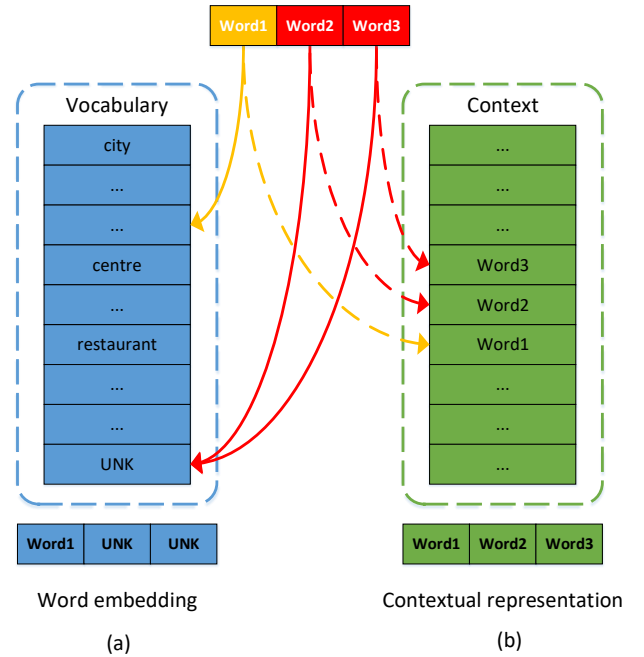 Word1 Word2 Word3
Vocabulary
city
...
...
centre
...
restaurant
...
...
UNK
Word1 UNK UNK
Word embedding
(a)
Context
...
...
...
Word3
Word2
Word1
...
...
...
Word1 Word2 Word3
Contextual representation
(b)